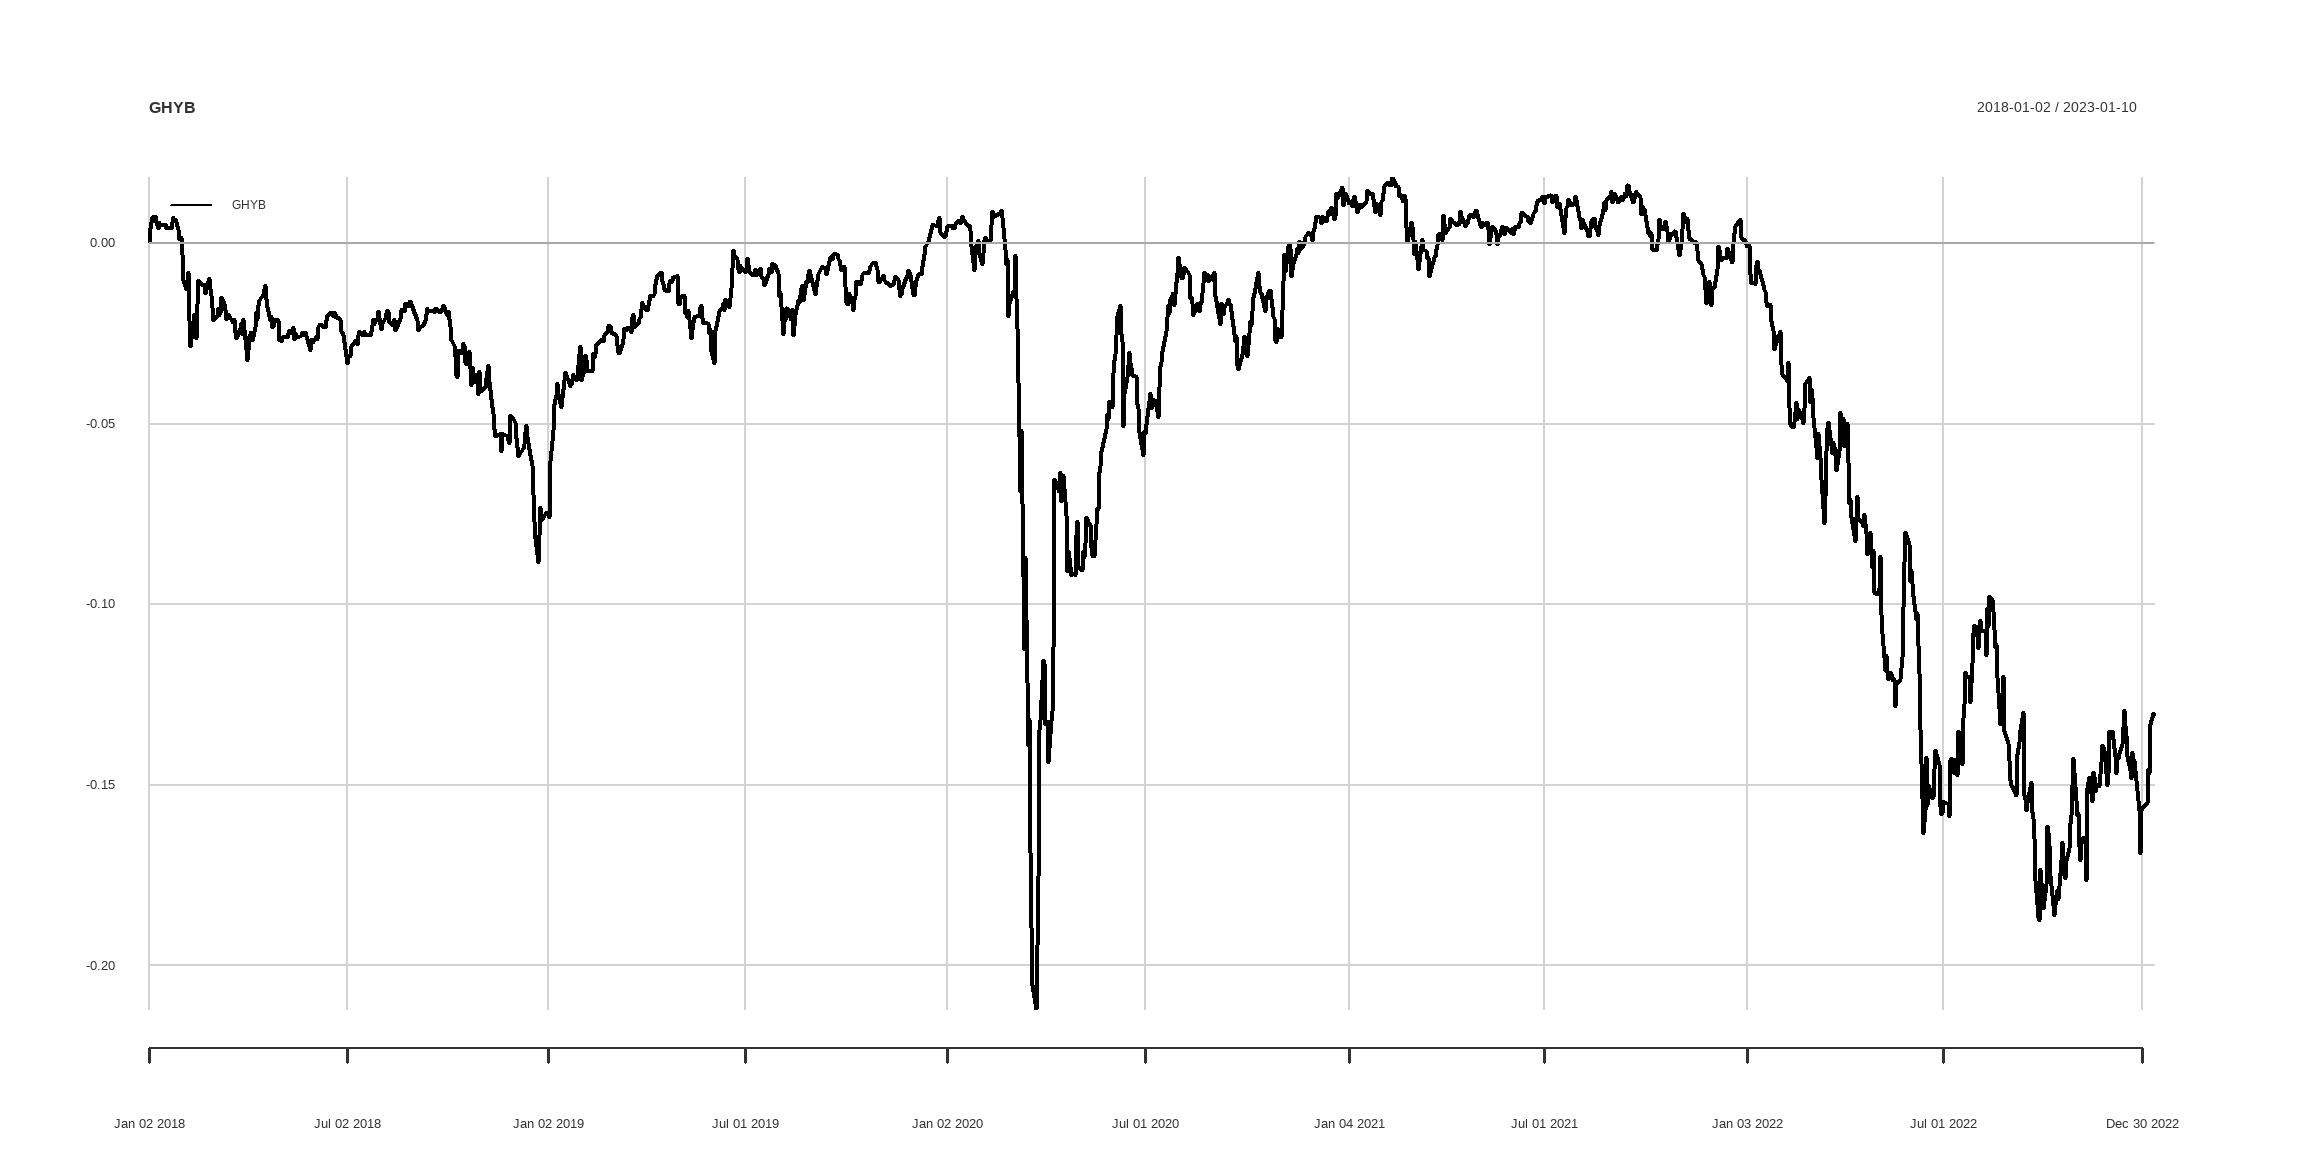 GHYB
2018-01-02 / 2023-01-10
GHYB
0.00
-0.05
-0.10
-0.15
-0.20
Jan 02 2018
Jul 02 2018
Jan 02 2019
Jul 01 2019
Jan 02 2020
Jul 01 2020
Jan 04 2021
Jul 01 2021
Jan 03 2022
Jul 01 2022
Dec 30 2022